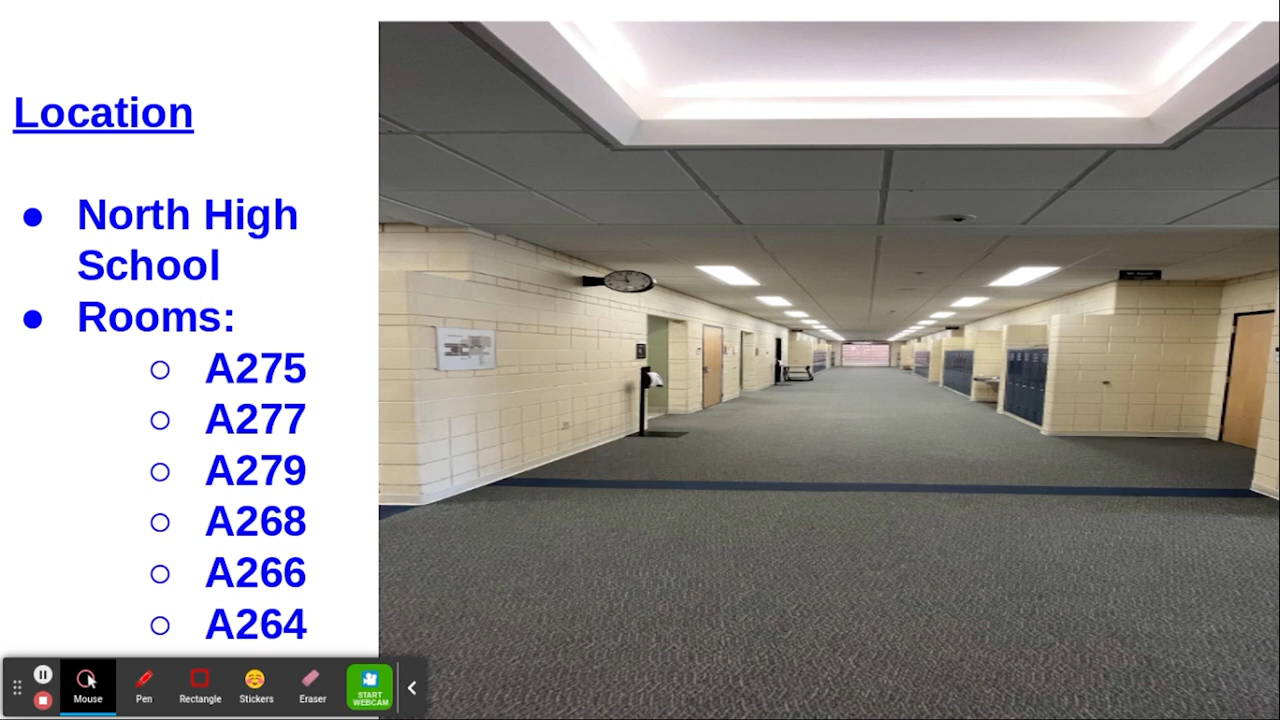 Location
● North High
School
● Rooms:
○ A275
○ A277
○ A279
○ A268
○ A266
○ A264
Mouse
Pen
Rectangle
Stickers
Eraser
START
WEBCAM